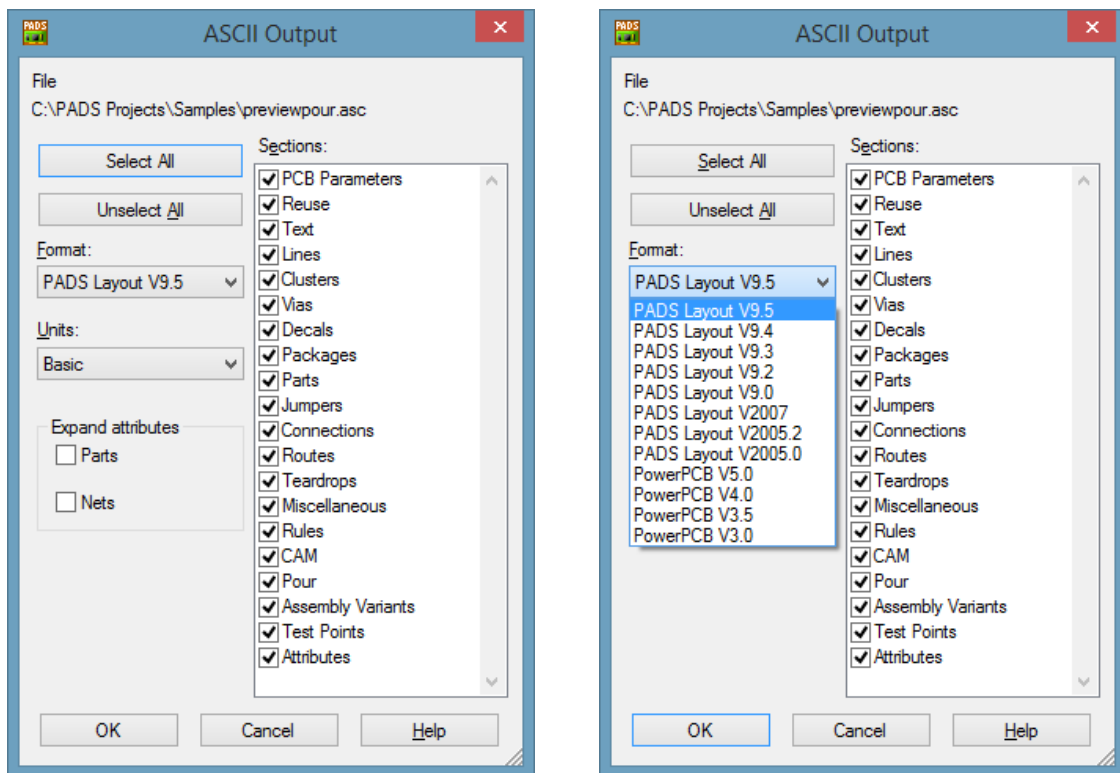 PADS
ASCII Output
File
C:\PADS Projects\Samples\previewpour.asc
Select All
Unselect All
Format:
PADS Layout V9.5
Units:
Basic
Expand attributes
Parts
Nets
Sections:
PCB Parameters
Reuse
Text
Lines
Clusters
Vias
Decals
Packages
Parts
Jumpers
Connections
Routes
Teardrops
Miscellaneous
Rules
CAM
Pour
Assembly Variants
Test Points
Attributes
OK
Cancel
Help
PADS
ASCII Output
File
C:\PADS Projects\Samples\previewpour.asc
Select All
Unselect All
Format:
PADS Layout V9.5
PADS Layout V9.5
PADS Layout V9.4
PADS Layout V9.3
PADS Layout V9.2
PADS Layout V9.0
PADS Layout V2007
PADS Layout V2005.2
PADS Layout V2005.0
PowerPCB V5.0
PowerPCB V4.0
PowerPCB V3.5
PowerPCB V3.0
Sections:
PCB Parameters
Reuse
Text
Lines
Clusters
Vias
Decals
Packages
Parts
Jumpers
Connections
Routes
Teardrops
Miscellaneous
Rules
CAM
Pour
Assembly Variants
Test Points
Attributes
OK
Cancel
Help